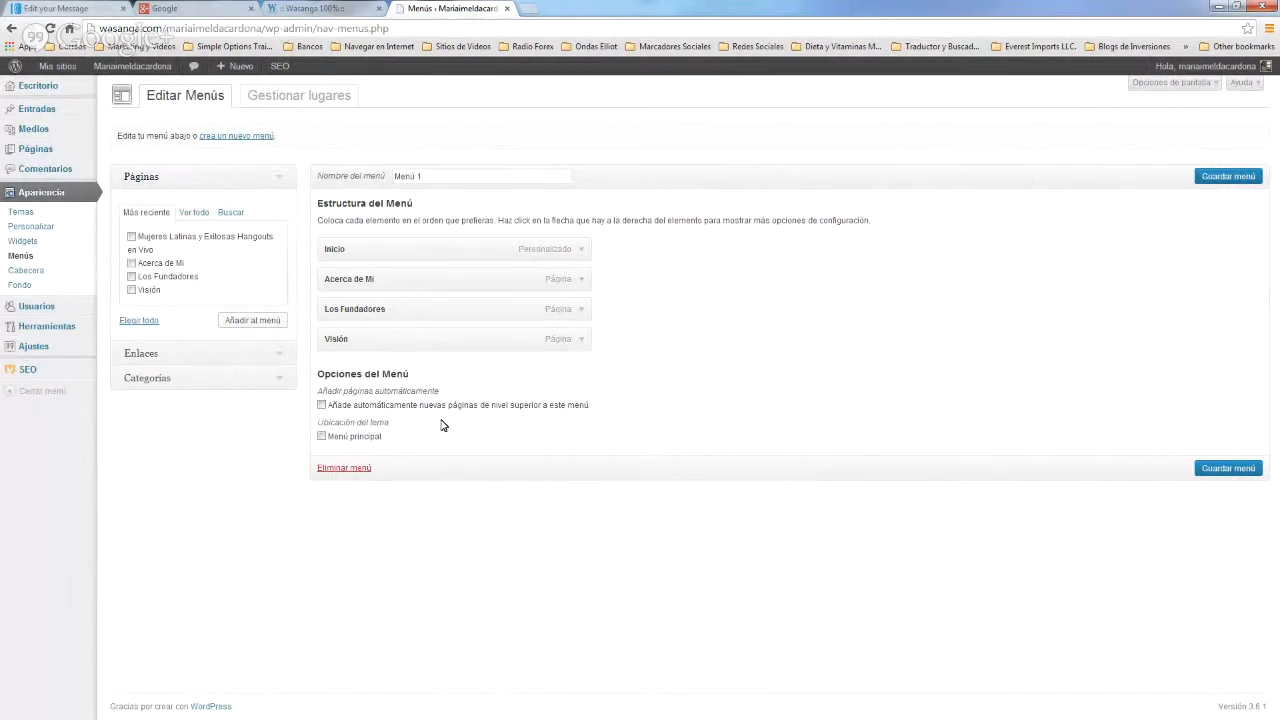 Edit your Message
Google
:: Wasanga 100%::
Menús ‹ Mariaimeldacard
wasanga.com/mariaimeldacardona/wp-admin/nav-menus.php
Google+
Apps Cursos Marketing y Videos Simple Options Trai... Bancos Navegar en Internet Sitios de Videos Radio Forex Ondas Elliot Marcadores Sociales Redes Sociales Dieta y Vitaminas M... Traductor y Buscad... Everest Imports LLC. Blogs de Inversiones » Other bookmarks
Mis sitios Mariaimeldacardona + Nuevo SEO Hola, mariaimeldacardona
Opciones de pantalla Ayuda
Escritorio
Entradas
Medios
Páginas
Comentarios
Apariencia
Temas
Personalizar
Widgets
Menús
Cabecera
Fondo
Usuarios
Herramientas
Ajustes
SEO
Cerrar menú
Editar Menús Gestionar lugares
Edita tu menú abajo o crea un nuevo menú.
Páginas
Más reciente Ver todo Buscar
Mujeres Latinas y Exitosas Hangouts
en Vivo
Acerca de Mi
Los Fundadores
Visión
Elegir todo Añadir al menú
Enlaces
Categorías
Nombre del menú Menú 1 Guardar menú
Estructura del Menú
Coloca cada elemento en el orden que prefieras. Haz click en la flecha que hay a la derecha del elemento para mostrar más opciones de configuración.
Inicio Personalizado
Acerca de Mi Página
Los Fundadores Página
Visión Página
Opciones del Menú
Añadir páginas automáticamente
Añade automáticamente nuevas páginas de nivel superior a este menú
Ubicación del tema
Menú principal
Eliminar menú Guardar menú
Gracias por crear con WordPress. Versión 3.6.1